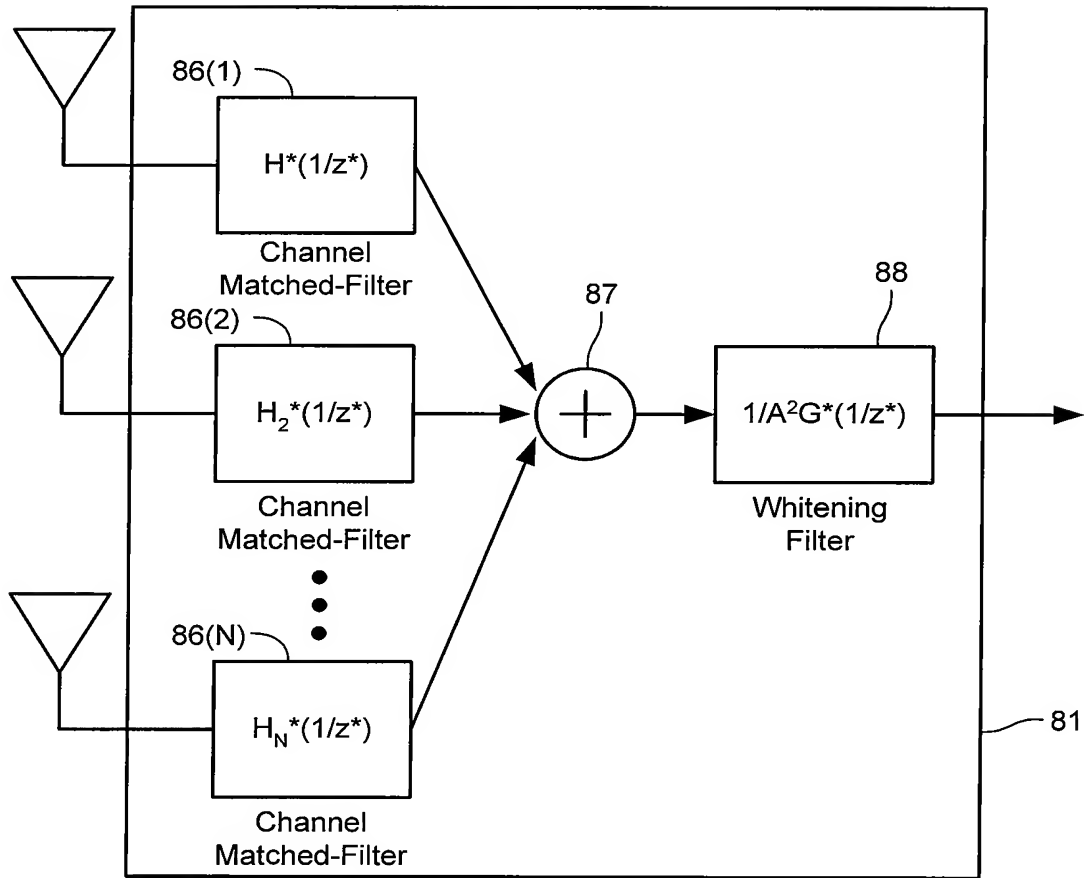 86(1)
H*(1/z*)
Channel
Matched-Filter
86(2)
H₂*(1/z*)
Channel
Matched-Filter
87
88
1/A²G*(1/z*)
Whitening
Filter
86(N)
H_N*(1/z*)
Channel
Matched-Filter
81